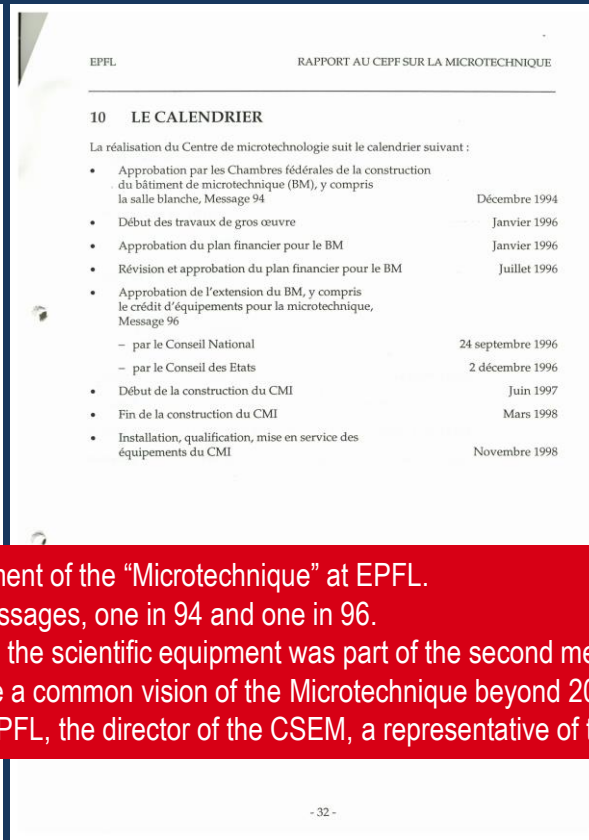 EPFL RAPPORT AU CEPF SUR LA MICROTECHNIQUE
10 LE CALENDRIER
La réalisation du Centre de microtechnologie suit le calendrier suivant :
• Approbation par les Chambres fédérales de la construction
du bâtiment de microtechnique (BM), y compris
la salle blanche, Message 94 Décembre 1994
• Début des travaux de gros œuvre Janvier 1996
• Approbation du plan financier pour le BM Janvier 1996
• Révision et approbation du plan financier pour le BM Juillet 1996
• Approbation de l'extension du BM, y compris
le crédit d'équipements pour la microtechnique,
Message 96
– par le Conseil National 24 septembre 1996
– par le Conseil des Etats 2 décembre 1996
• Début de la construction du CMI Juin 1997
• Fin de la construction du CMI Mars 1998
• Installation, qualification, mise en service des
équipements du CMI Novembre 1998
of the “Microtechnique” at EPFL.
one in 94 and one in 96.
the scientific equipment was part of the second
a common vision of the Microtechnique beyond
the director of the CSEM, a representative of
- 32 -